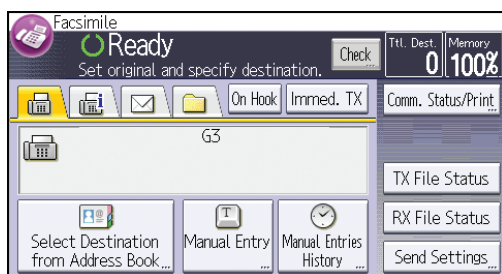 Facsimile
Ready
Set original and specify destination.
Check
Ttl. Dest.
0
Memory
100%
On Hook
Immed. TX
Comm. Status/Print
G3
TX File Status
RX File Status
Send Settings
Select Destination
from Address Book
Manual Entry
Manual Entries
History